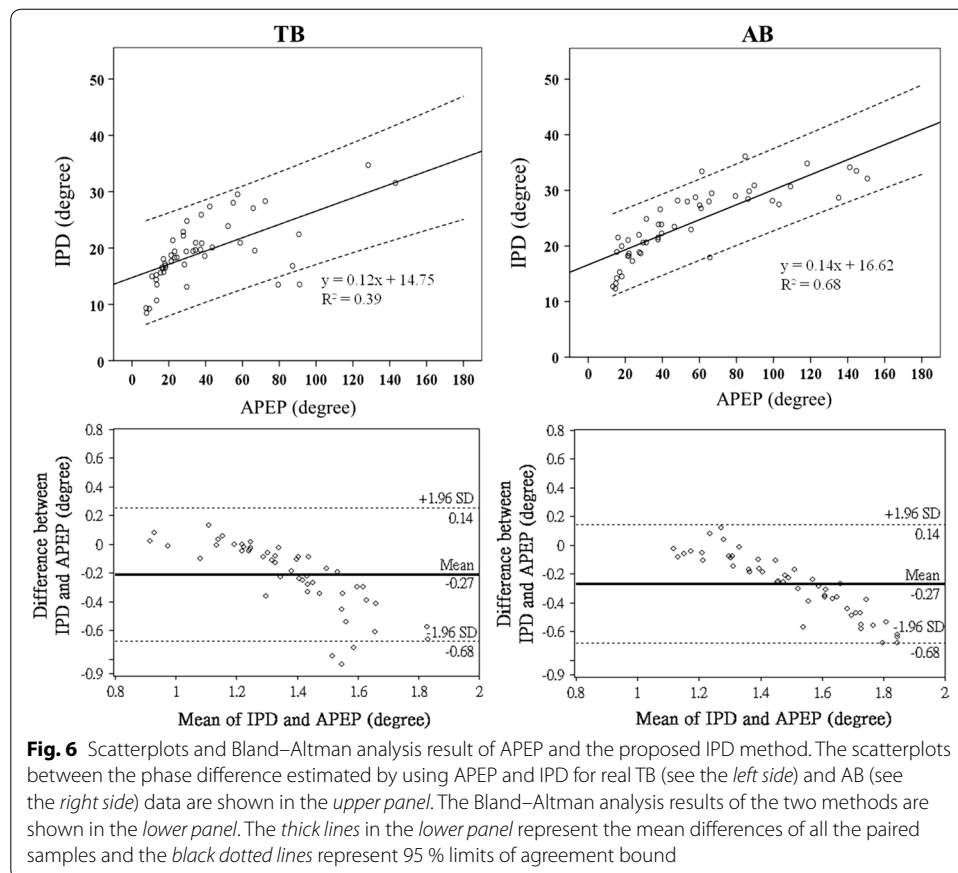 TB
AB
50
40
30
20
10
0
IPD (degree)
y = 0.12x + 14.75
R² = 0.39
0 20 40 60 80 100 120 140 160 180
APEP (degree)
50
40
30
20
10
0
IPD (degree)
y = 0.14x + 16.62
R² = 0.68
0 20 40 60 80 100 120 140 160 180
APEP (degree)
0.8
0.6
0.4
0.2
0
-0.2
-0.4
-0.6
-0.9
Difference between
IPD and APEP (degree)
+1.96 SD
0.14
Mean
-0.27
-1.96 SD
-0.68
0.8 1 1.2 1.4 1.6 1.8 2
Mean of IPD and APEP (degree)
0.8
0.6
0.4
0.2
0
-0.2
-0.4
-0.6
-0.9
Difference between
IPD and APEP (degree)
+1.96 SD
0.14
Mean
-0.27
-1.96 SD
-0.68
0.8 1 1.2 1.4 1.6 1.8 2
Mean of IPD and APEP (degree)
Fig. 6 Scatterplots and Bland–Altman analysis result of APEP and the proposed IPD method. The scatterplots
between the phase difference estimated by using APEP and IPD for real TB (see the left side) and AB (see
the right side) data are shown in the upper panel. The Bland–Altman analysis results of the two methods are
shown in the lower panel. The thick lines in the lower panel represent the mean differences of all the paired
samples and the black dotted lines represent 95 % limits of agreement bound